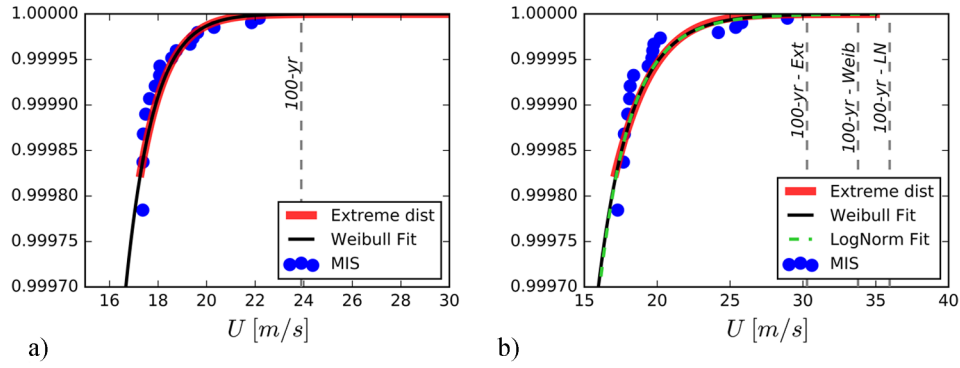 1.00000
0.99995
0.99990
0.99985
0.99980
0.99975
0.99970
16 18 20 22 24 26 28 30
U [m/s]
100-yr
Extreme dist
Weibull Fit
MIS
a)
1.00000
0.99995
0.99990
0.99985
0.99980
0.99975
0.99970
15 20 25 30 35 40
U [m/s]
100-yr - Ext
100-yr - Weib
100-yr - LN
Extreme dist
Weibull Fit
LogNorm Fit
MIS
b)